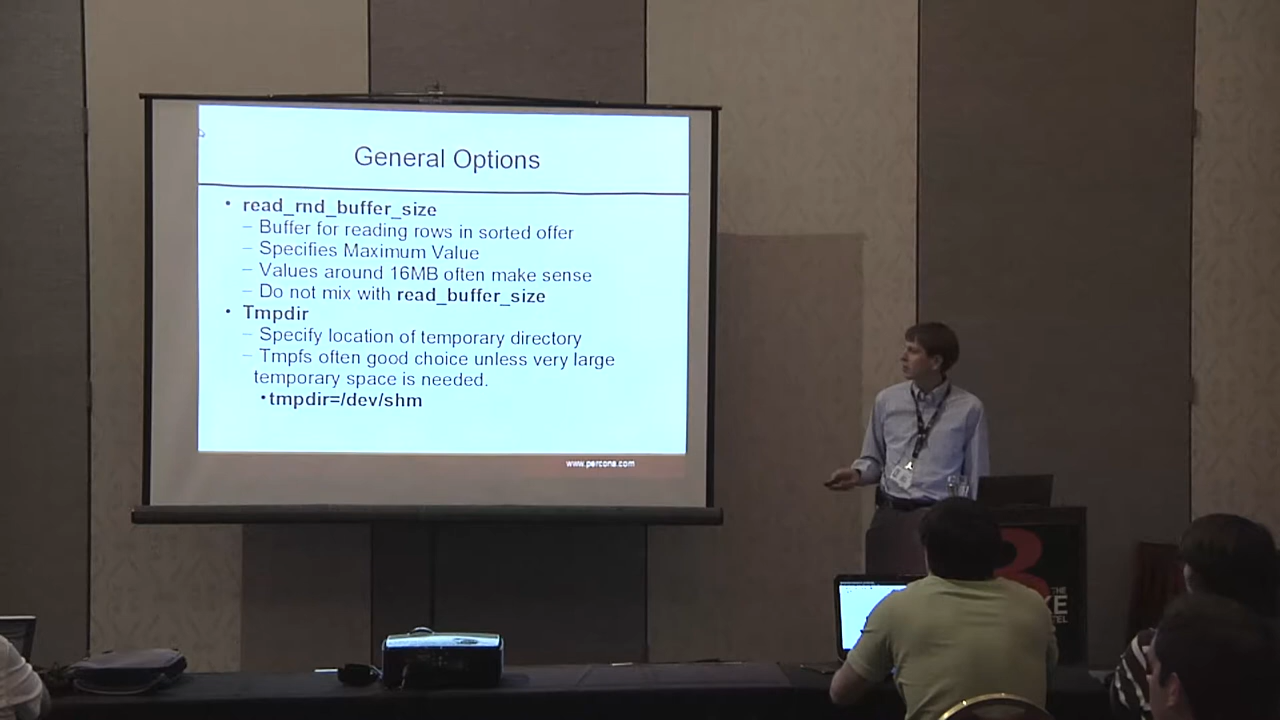 General Options
• read_rnd_buffer_size
– Buffer for reading rows in sorted offer
– Specifies Maximum Value
– Values around 16MB often make sense
– Do not mix with read_buffer_size
• Tmpdir
– Specify location of temporary directory
– Tmpfs often good choice unless very large
temporary space is needed.
•tmpdir=/dev/shm
www.percona.com
THE